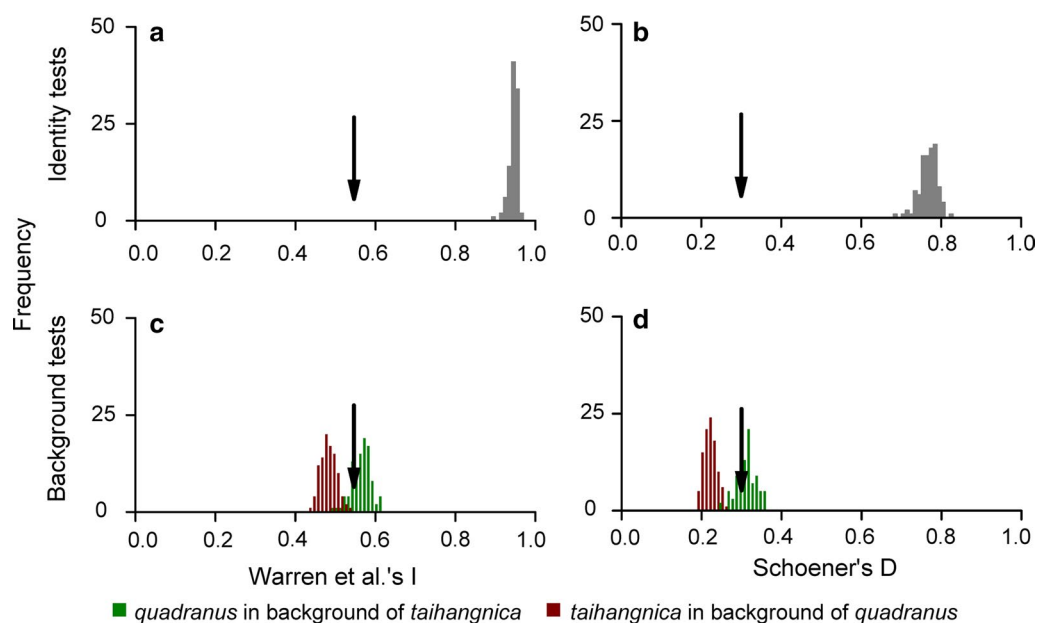 Frequency
Identity tests
a
50
25
0
0.0 0.2 0.4 0.6 0.8 1.0
b
50
25
0
0.0 0.2 0.4 0.6 0.8 1.0
Background tests
c
50
25
0
0.0 0.2 0.4 0.6 0.8 1.0
Warren et al.'s I
d
50
25
0
0.0 0.2 0.4 0.6 0.8 1.0
Schoener's D
quadranus in background of taihangnica
taihangnica in background of quadranus